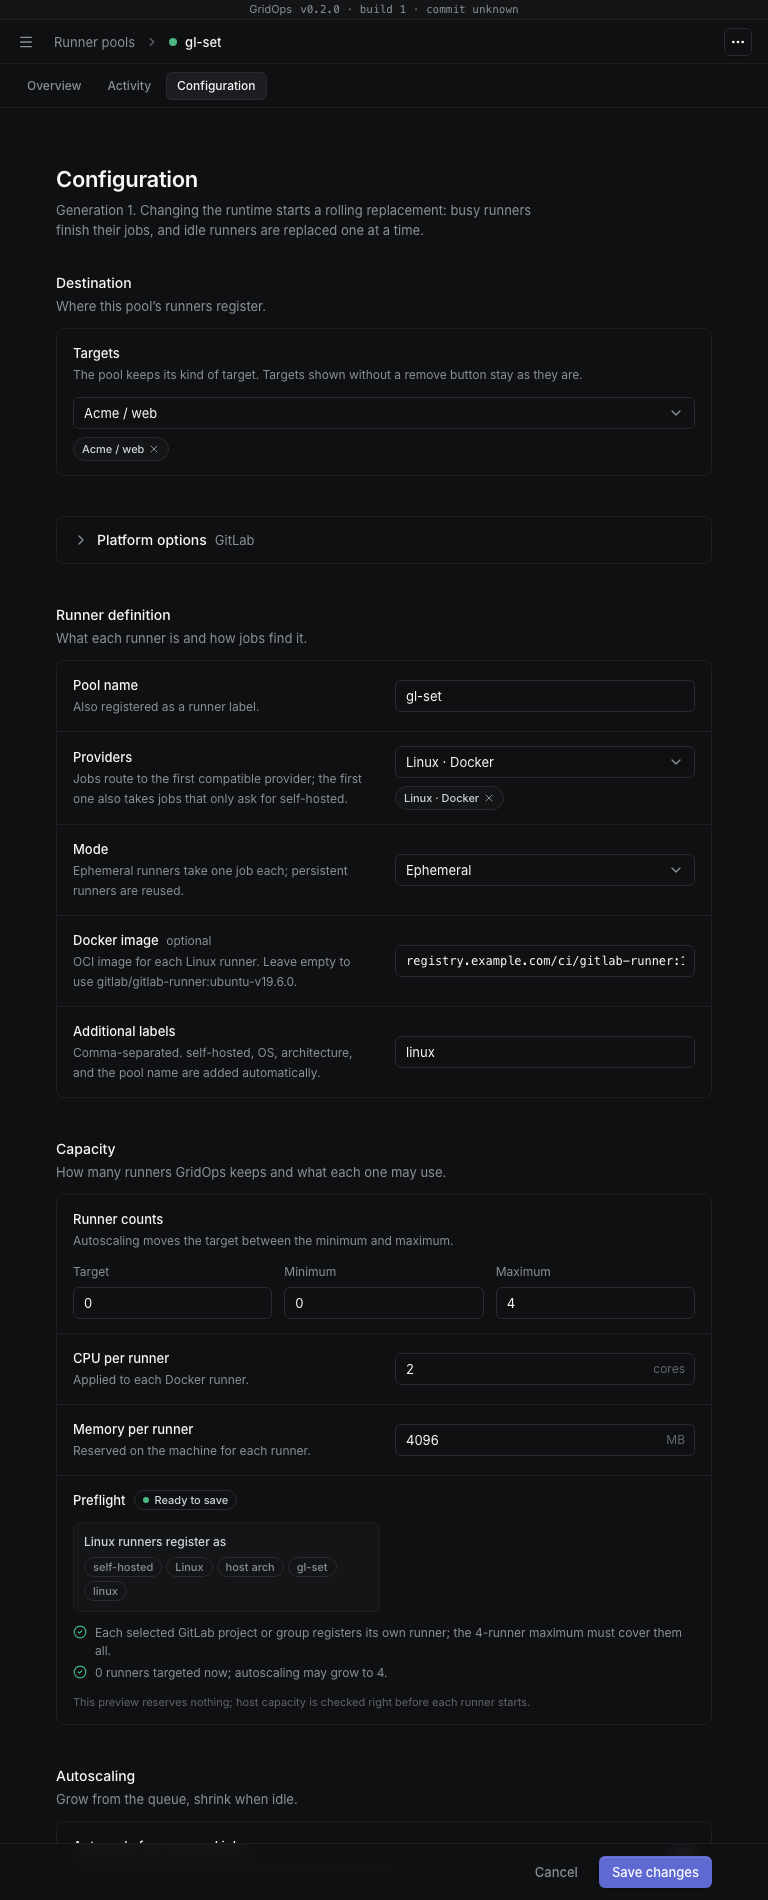 GridOps v0.2.0 · build 1 · commit unknown
Runner pools
gl-set
Overview
Activity
Configuration
Configuration
Generation 1. Changing the runtime starts a rolling replacement: busy runners
finish their jobs, and idle runners are replaced one at a time.
Destination
Where this pool’s runners register.
Targets
The pool keeps its kind of target. Targets shown without a remove button stay as they are.
Acme / web
Acme / web
Platform options GitLab
Runner definition
What each runner is and how jobs find it.
Pool name
Also registered as a runner label.
gl-set
Providers
Jobs route to the first compatible provider; the first
one also takes jobs that only ask for self-hosted.
Linux · Docker
Linux · Docker
Mode
Ephemeral runners take one job each; persistent
runners are reused.
Ephemeral
Docker image optional
OCI image for each Linux runner. Leave empty to
use gitlab/gitlab-runner:ubuntu-v19.6.0.
registry.example.com/ci/gitlab-runner:1
Additional labels
Comma-separated. self-hosted, OS, architecture,
and the pool name are added automatically.
linux
Capacity
How many runners GridOps keeps and what each one may use.
Runner counts
Autoscaling moves the target between the minimum and maximum.
Target
Minimum
Maximum
0
0
4
CPU per runner
Applied to each Docker runner.
2
cores
Memory per runner
Reserved on the machine for each runner.
4096
MB
Preflight
Ready to save
Linux runners register as
self-hosted
Linux
host arch
gl-set
linux
Each selected GitLab project or group registers its own runner; the 4-runner maximum must cover them
all.
0 runners targeted now; autoscaling may grow to 4.
This preview reserves nothing; host capacity is checked right before each runner starts.
Autoscaling
Grow from the queue, shrink when idle.
Cancel
Save changes